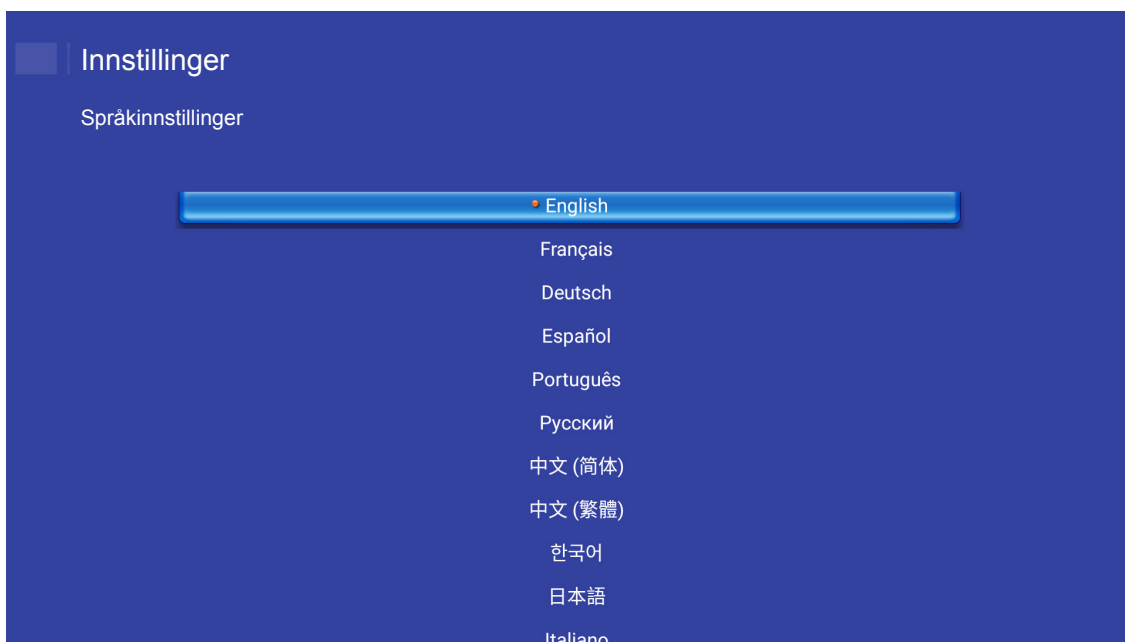 Innstillinger
Språkinnstillinger
English
Français
Deutsch
Español
Português
Русский
中文 (简体)
中文 (繁體)
한국어
日本語
Italiano